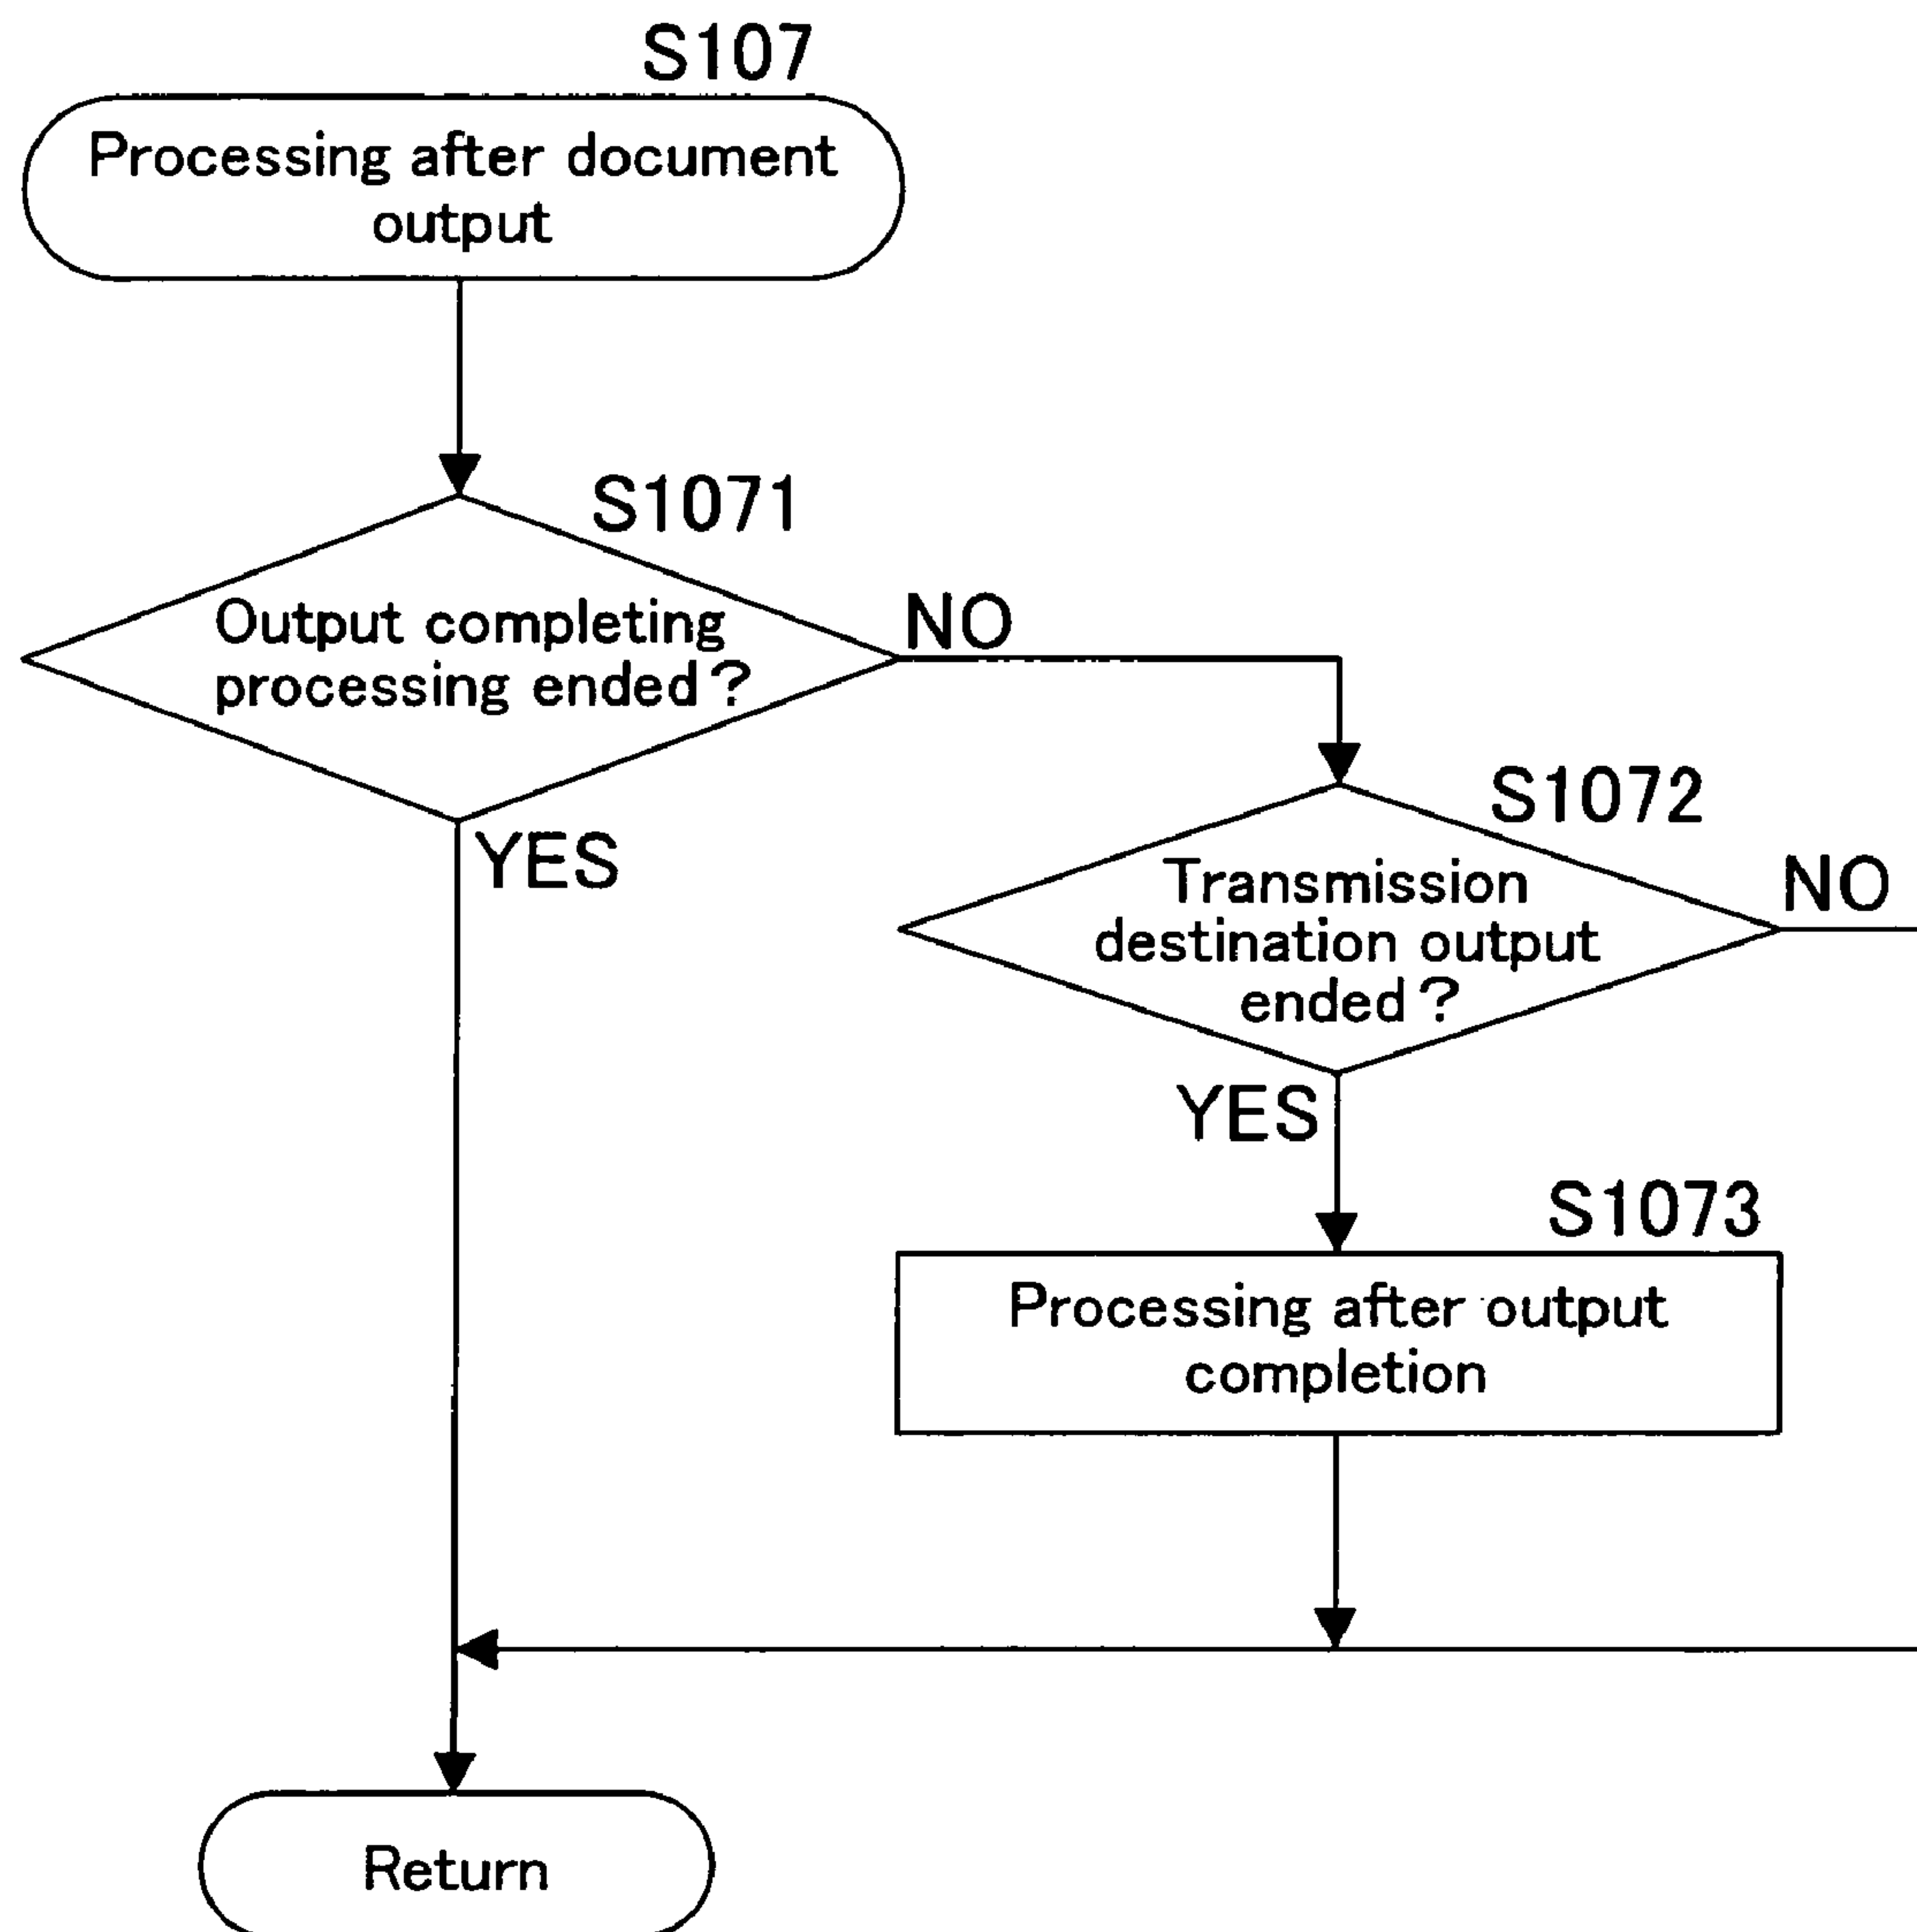 S107
Processing after document
output
S1071
Output completing
processing ended?
NO
YES
S1072
Transmission
destination output
ended?
NO
YES
S1073
Processing after output
completion
Return